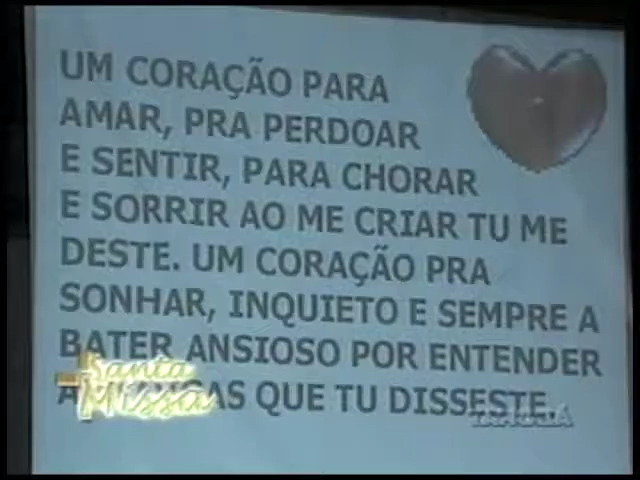 UM CORAÇÃO PARA
AMAR, PRA PERDOAR
E SENTIR, PARA CHORAR
E SORRIR AO ME CRIAR TU ME
DESTE. UM CORAÇÃO PRA
SONHAR, INQUIETO E SEMPRE A
BATER ANSIOSO POR ENTENDER
QUE TU DISSESTE.
Santa
Missa